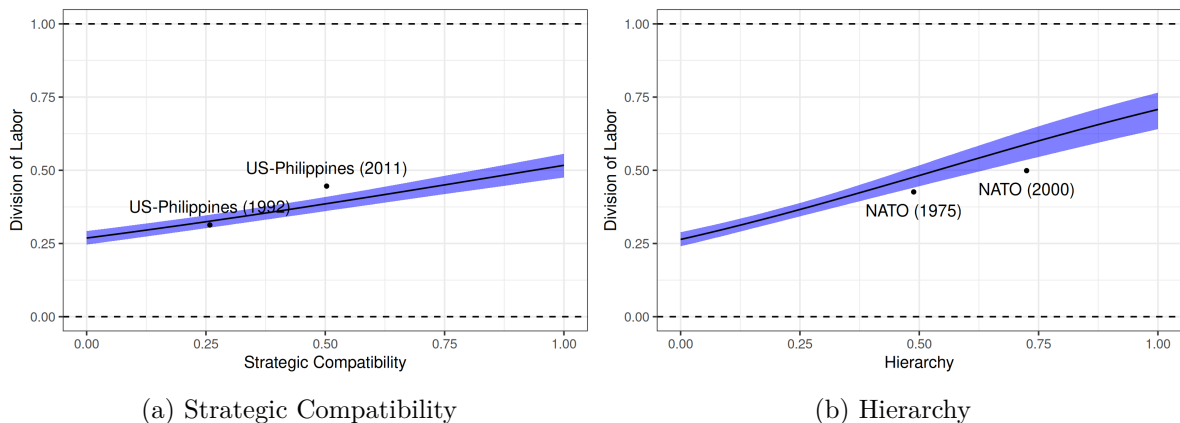 1.00
0.75
0.50
0.25
0.00
Division of Labor
US-Philippines (2011)
US-Philippines (1992)
0.00 0.25 0.50 0.75 1.00
Strategic Compatibility
(a) Strategic Compatibility
1.00
0.75
0.50
0.25
0.00
Division of Labor
NATO (2000)
NATO (1975)
0.00 0.25 0.50 0.75 1.00
Hierarchy
(b) Hierarchy